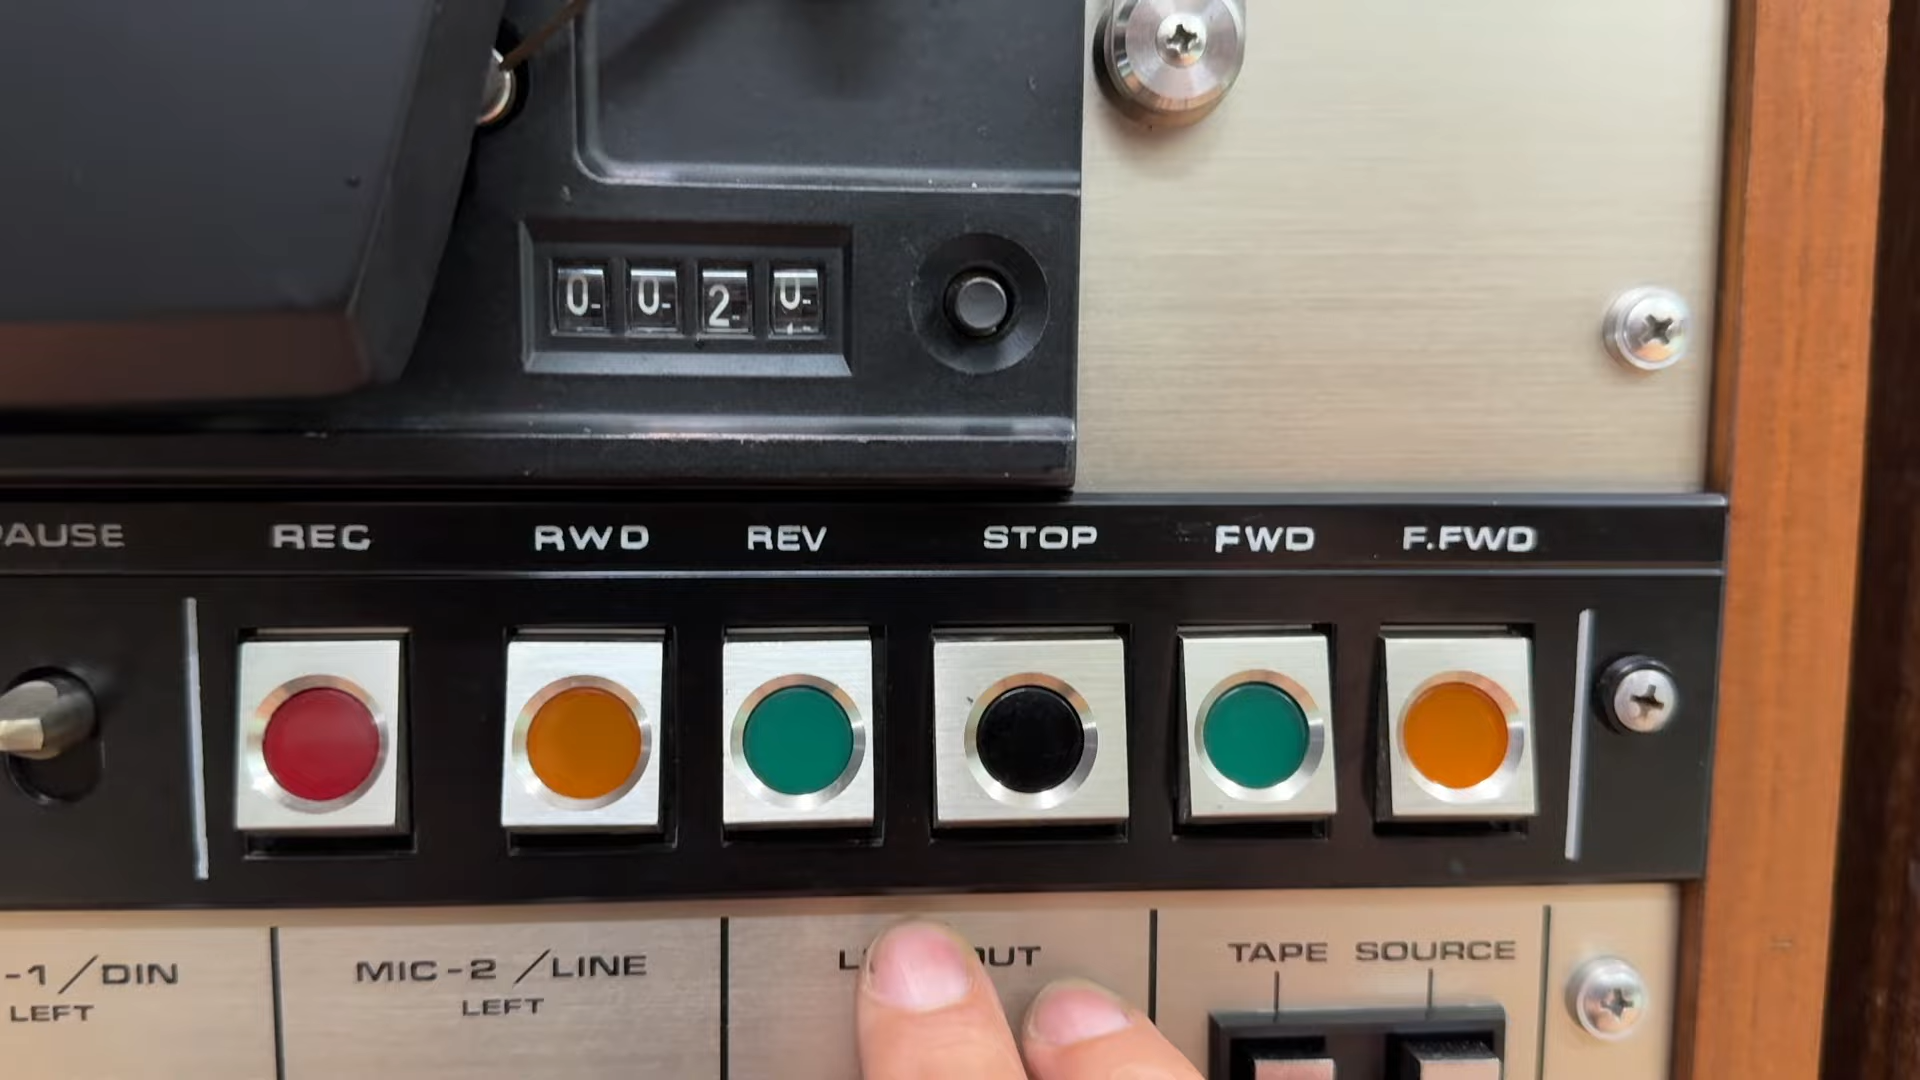 0 0 2 0
PAUSE REC RWD REV STOP FWD F.FWD
-1/DIN MIC-2/LINE OUT TAPE SOURCE
LEFT LEFT